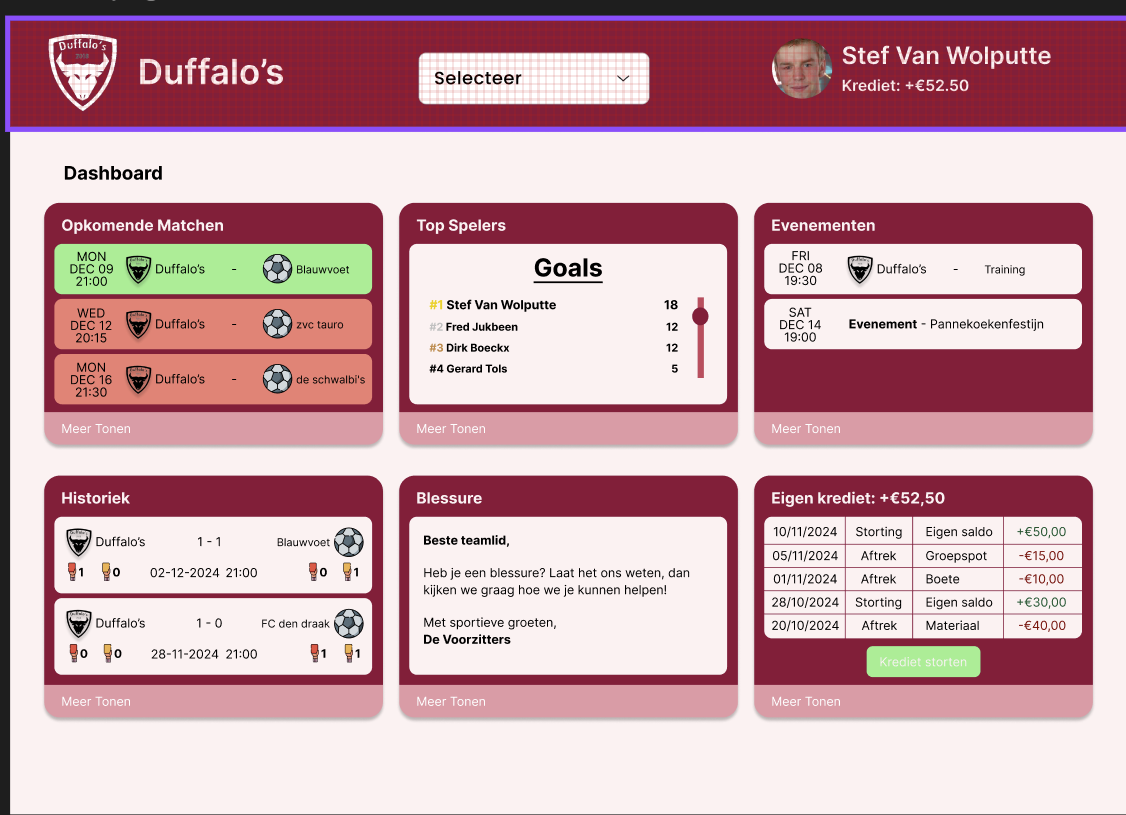 Duffalo's
2015
Duffalo's
Selecteer
Stef Van Wolputte
Krediet: +€52.50
Dashboard
Opkomende Matchen
MON
DEC 09
21:00
Duffalo's
-
Blauwvoet
WED
DEC 12
20:15
Duffalo's
-
zvc tauro
MON
DEC 16
21:30
Duffalo's
-
de schwalbi's
Meer Tonen
Top Spelers
Goals
#1 Stef Van Wolputte 18
#2 Fred Jukbeen 12
#3 Dirk Boeckx 12
#4 Gerard Tols 5
Meer Tonen
Evenementen
FRI
DEC 08
19:30
Duffalo's
-
Training
SAT
DEC 14
19:00
Evenement - Pannekoekenfestijn
Meer Tonen
Historiek
Duffalo's 1 - 1 Blauwvoet
1 0 02-12-2024 21:00 0 1
Duffalo's 1 - 0 FC den draak
0 0 28-11-2024 21:00 1 1
Meer Tonen
Blessure
Beste teamlid,
Heb je een blessure? Laat het ons weten, dan
kijken we graag hoe we je kunnen helpen!
Met sportieve groeten,
De Voorzitters
Meer Tonen
Eigen krediet: +€52,50
10/11/2024 Storting Eigen saldo +€50,00
05/11/2024 Aftrek Groepspot -€15,00
01/11/2024 Aftrek Boete -€10,00
28/10/2024 Storting Eigen saldo +€30,00
20/10/2024 Aftrek Materiaal -€40,00
Krediet storten
Meer Tonen